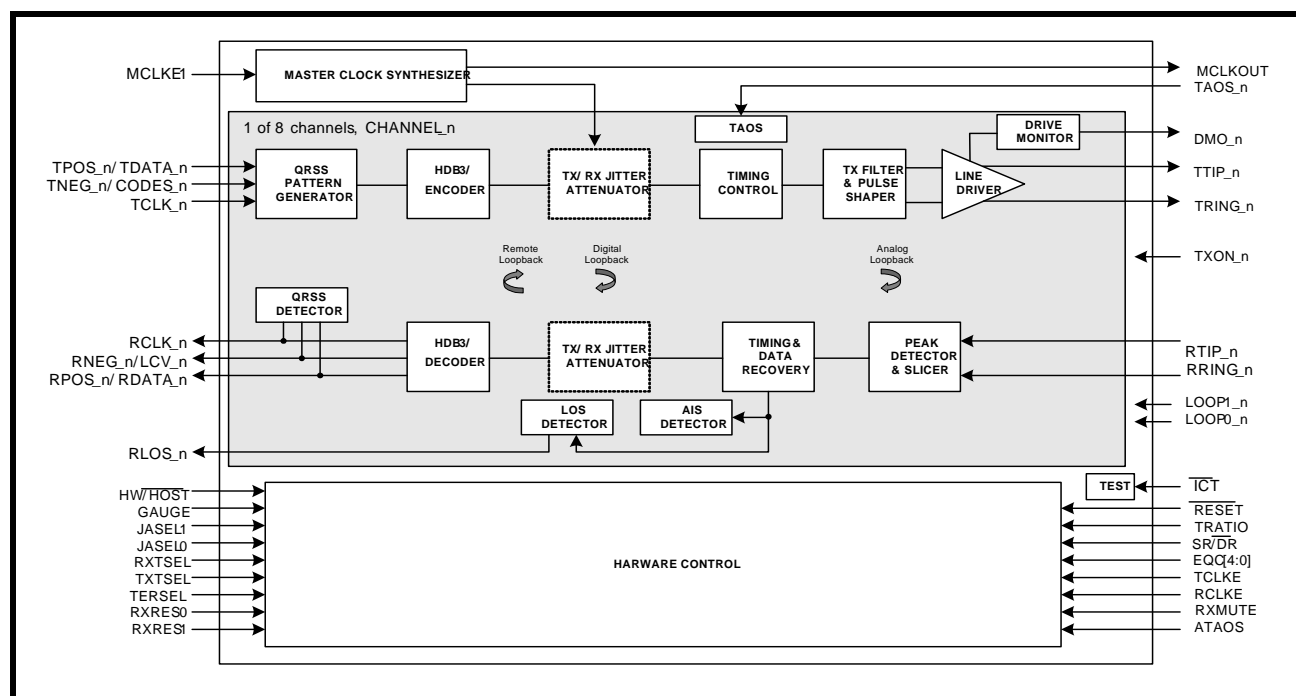 MCLKE1
MASTER CLOCK SYNTHESIZER
MCLKOUT
TAOS_n
1 of 8 channels, CHANNEL_n
TAOS
DRIVE
MONITOR
DMO_n
TPOS_n/ TDATA_n
TNEG_n/ CODES_n
TCLK_n
QRSS
PATTERN
GENERATOR
HDB3/
ENCODER
TX/ RX JITTER
ATTENUATOR
TIMING
CONTROL
TX FILTER
& PULSE
SHAPER
LINE
DRIVER
TTIP_n
TRING_n
TXON_n
Remote
Loopback
Digital
Loopback
Analog
Loopback
QRSS
DETECTOR
RCLK_n
RNEG_n/ LCV_n
RPOS_n/ RDATA_n
HDB3/
DECODER
TX/ RX JITTER
ATTENUATOR
TIMING &
DATA
RECOVERY
PEAK
DETECTOR
& SLICER
RTIP_n
RRING_n
LOS
DETECTOR
AIS
DETECTOR
LOOP1_n
LOOP0_n
RLOS_n
TEST
ICT
HW/HOST
GAUGE
JASEL1
JASEL0
RXTSEL
TXTSEL
TERSEL
RXRES0
RXRES1
HARWARE CONTROL
RESET
TRATIO
SR/DR
EQC[4:0]
TCLKE
RCLKE
RXMUTE
ATAOS